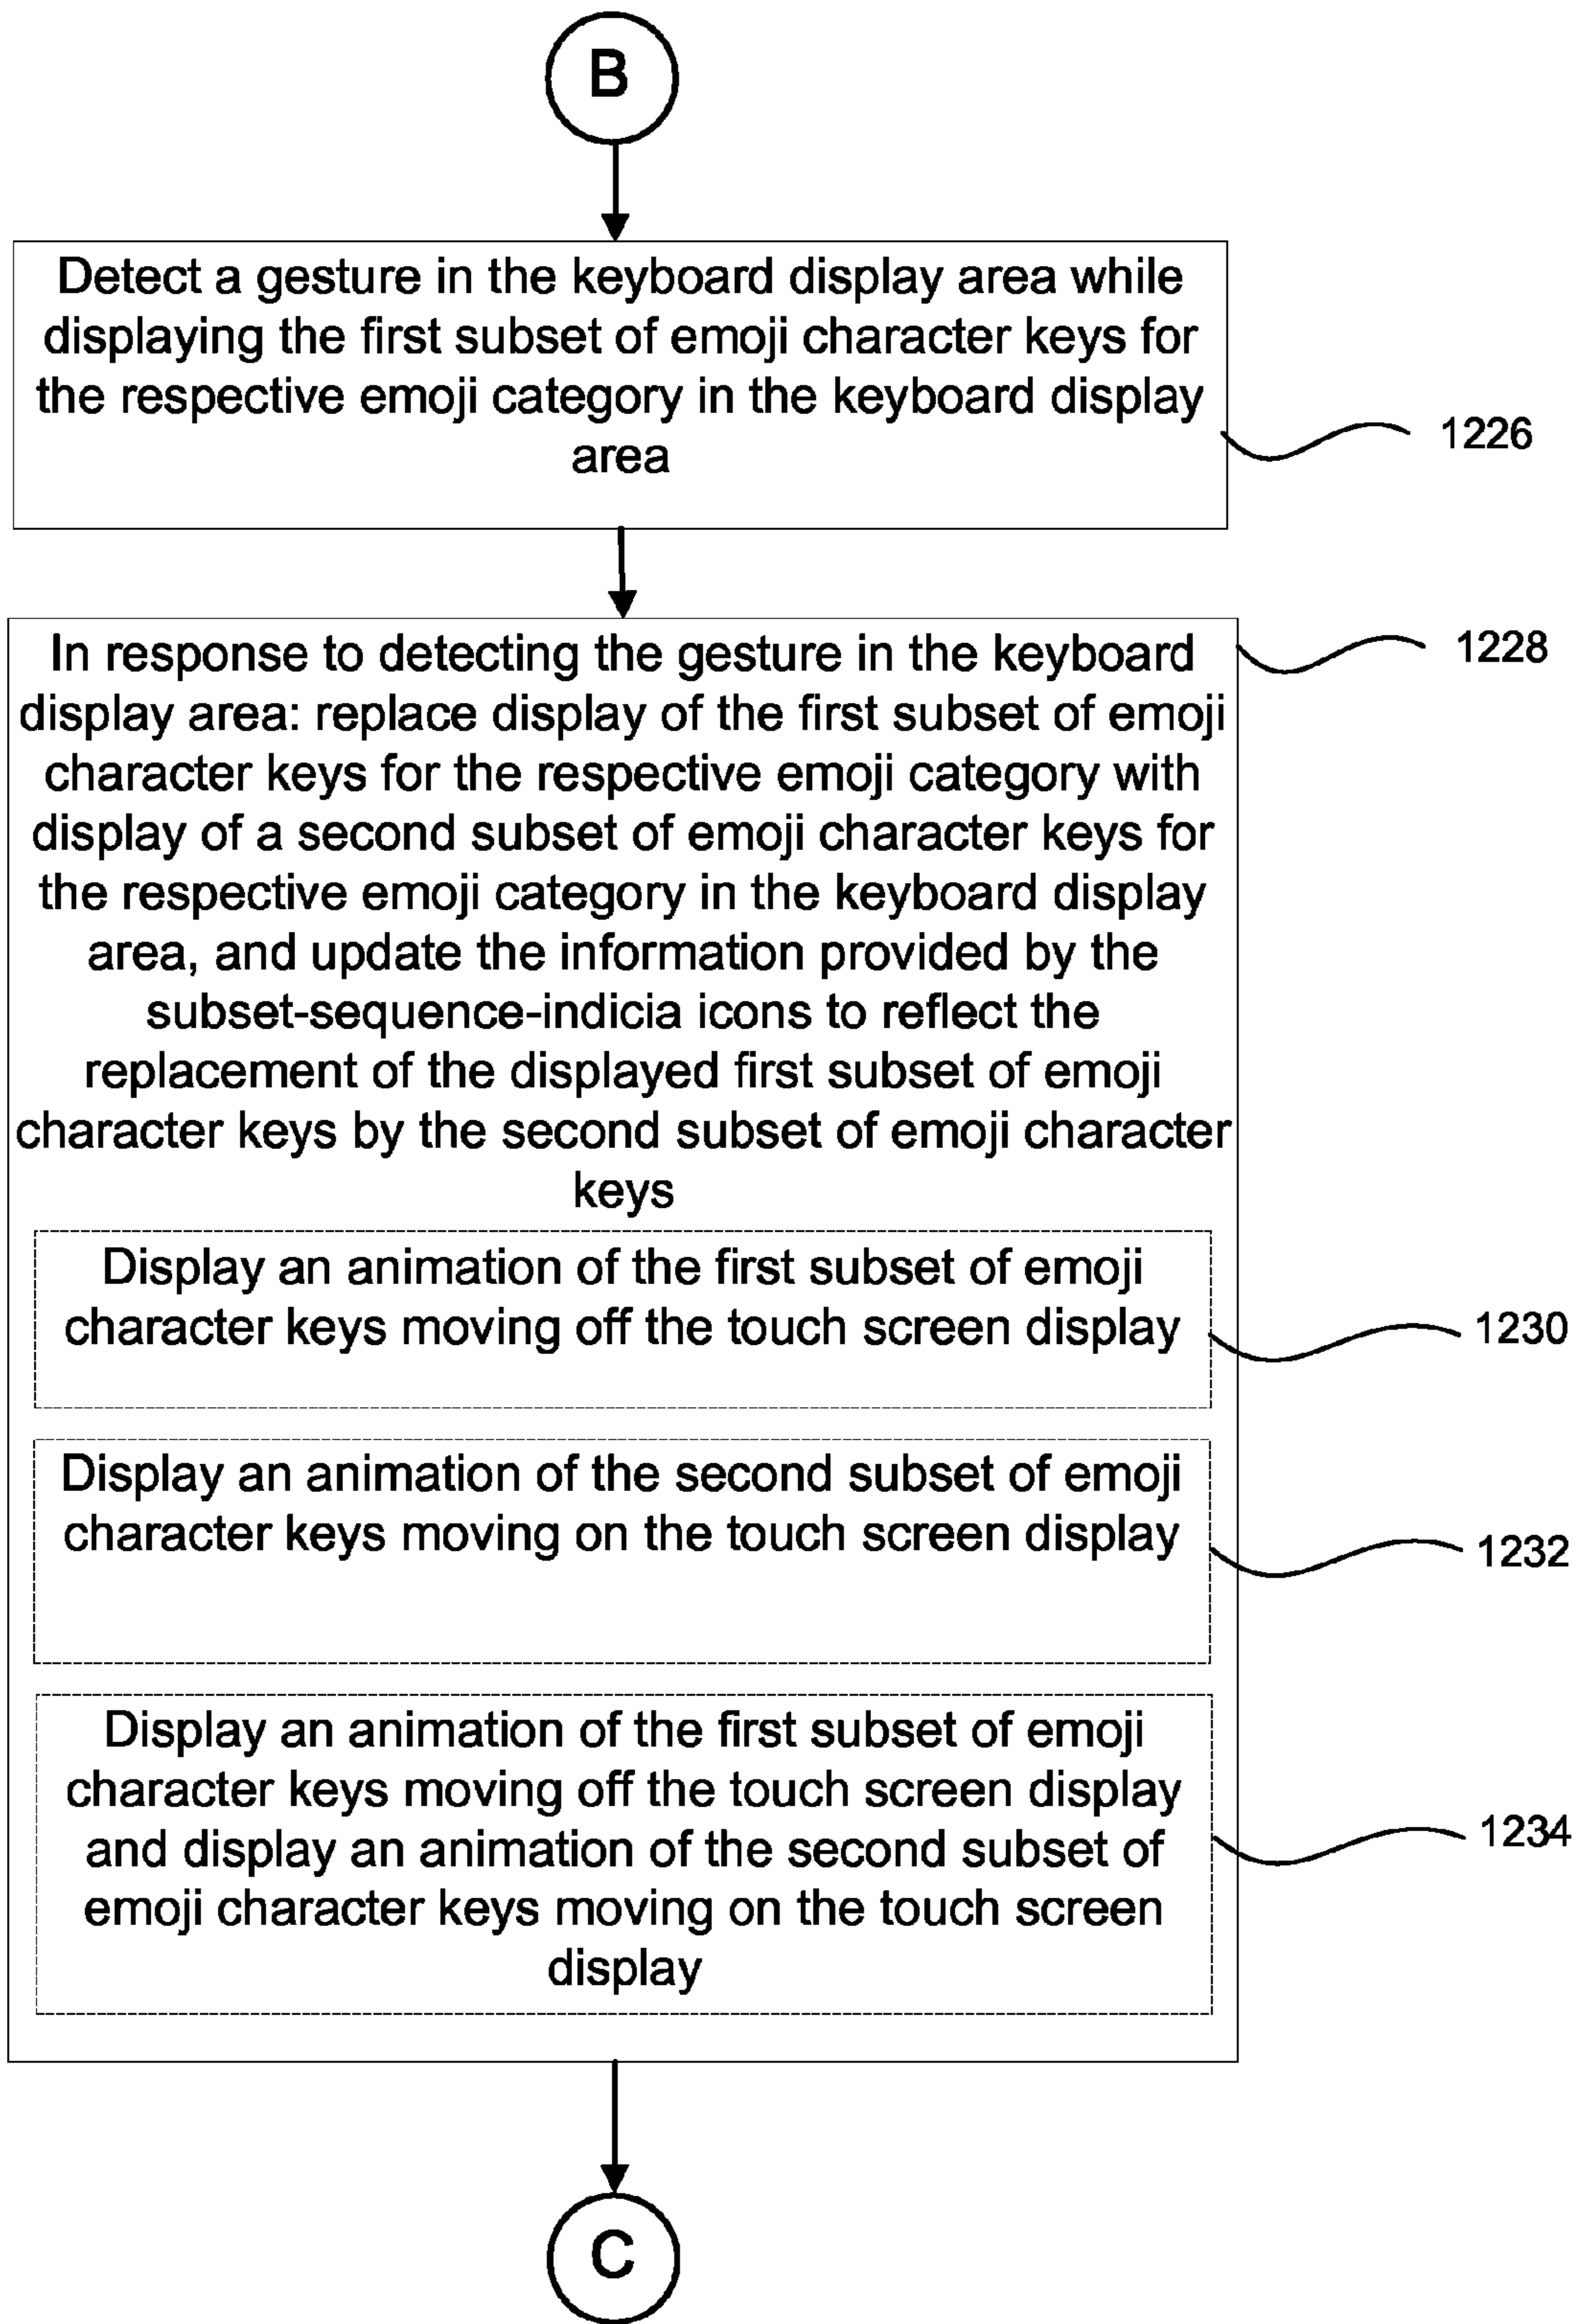 B
Detect a gesture in the keyboard display area while
displaying the first subset of emoji character keys for
the respective emoji category in the keyboard display
area
1226
In response to detecting the gesture in the keyboard
display area: replace display of the first subset of emoji
character keys for the respective emoji category with
display of a second subset of emoji character keys for
the respective emoji category in the keyboard display
area, and update the information provided by the
subset-sequence-indicia icons to reflect the
replacement of the displayed first subset of emoji
character keys by the second subset of emoji character
keys
1228
Display an animation of the first subset of emoji
character keys moving off the touch screen display
1230
Display an animation of the second subset of emoji
character keys moving on the touch screen display
1232
Display an animation of the first subset of emoji
character keys moving off the touch screen display
and display an animation of the second subset of
emoji character keys moving on the touch screen
display
1234
C